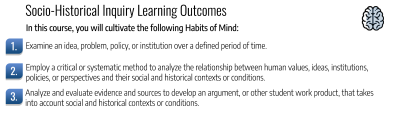 Socio-Historical Inquiry Learning Outcomes
In this course, you will cultivate the following Habits of Mind:
1. Examine an idea, problem, policy, or institution over a defined period of time.
2. Employ a critical or systematic method to analyze the relationship between human values, ideas, institutions,
policies, or perspectives and their social and historical contexts or conditions.
3. Analyze and evaluate evidence and sources to develop an argument, or other student work product, that takes
into account social and historical contexts or conditions.